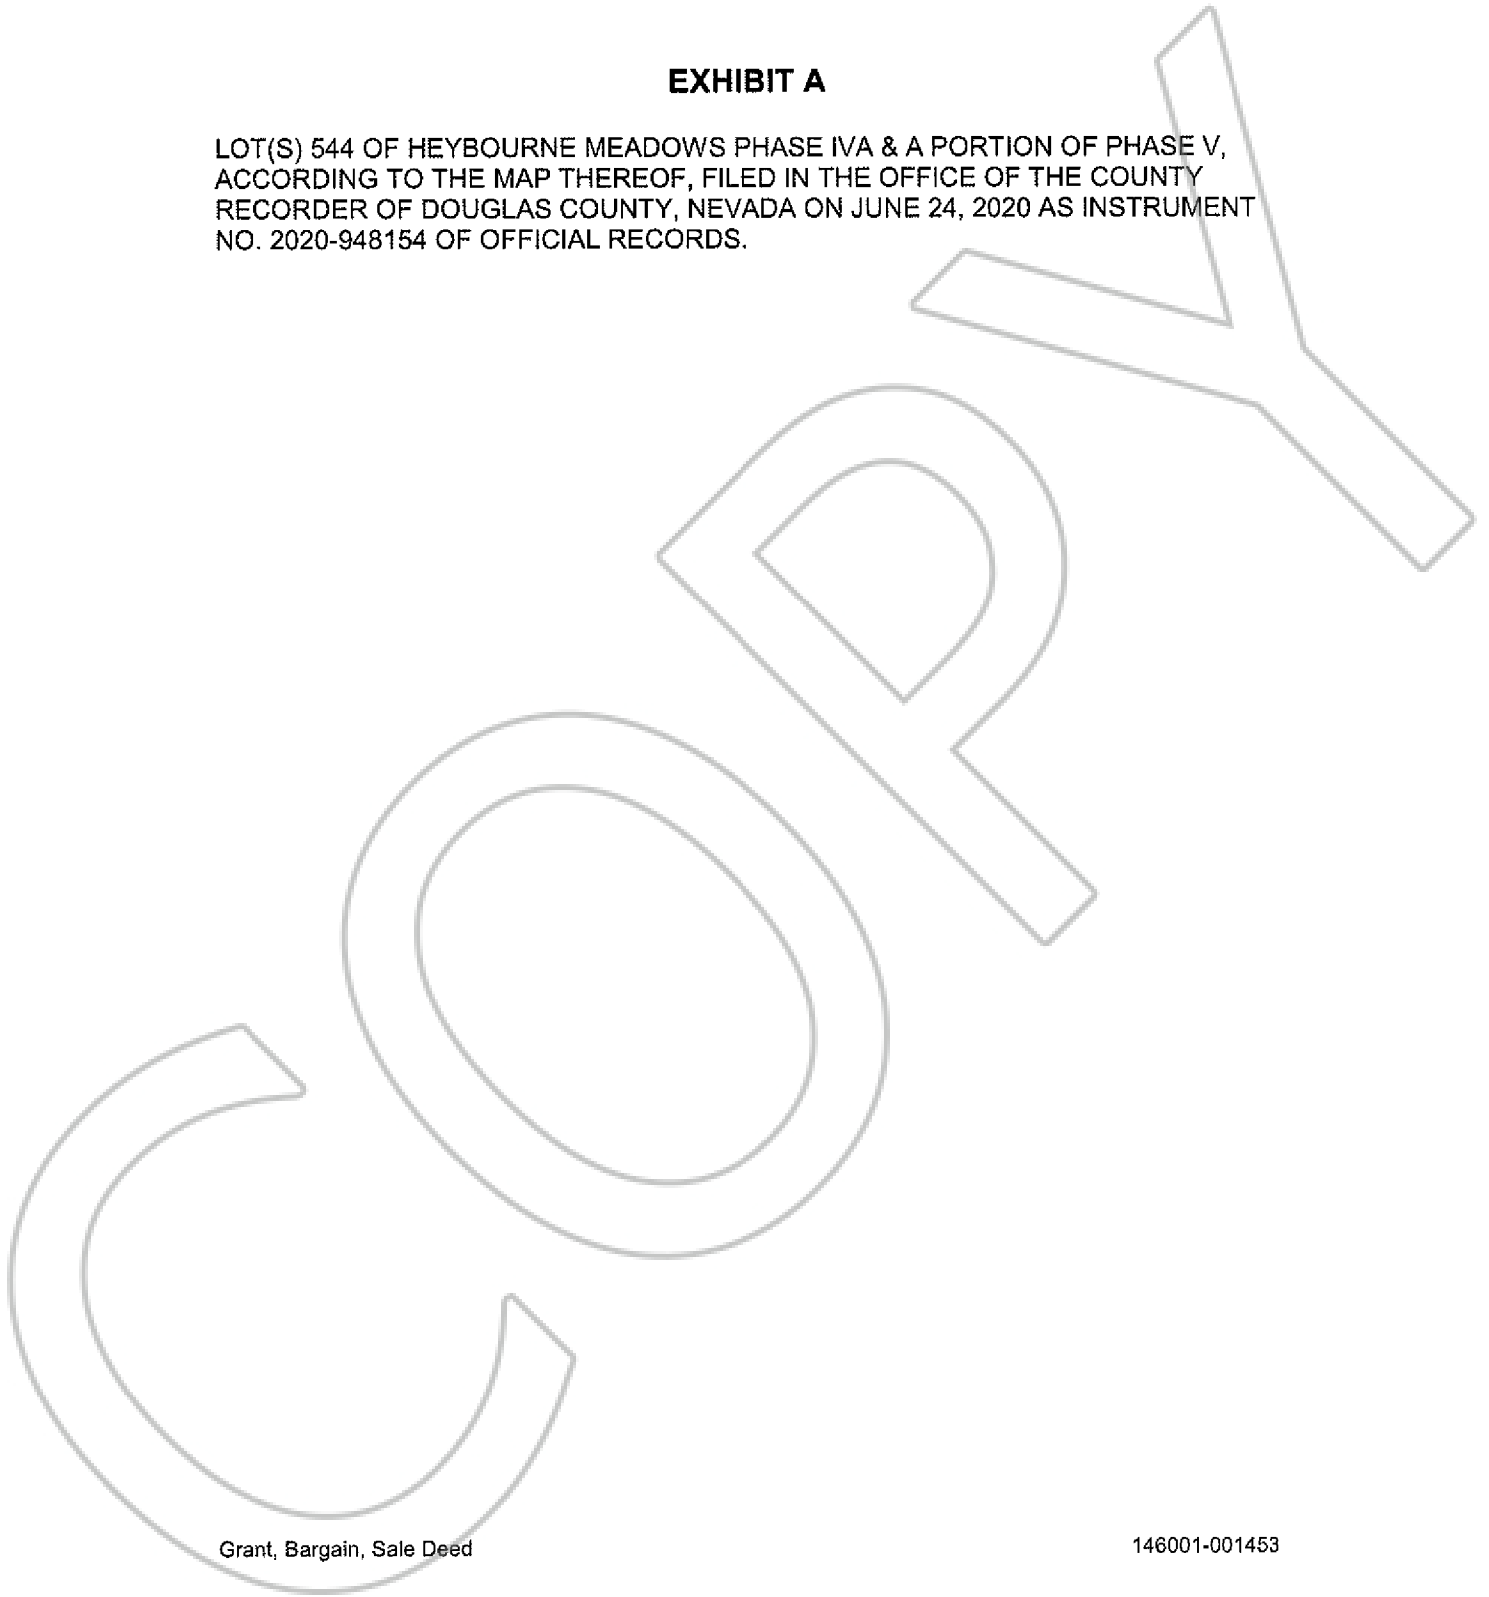 EXHIBIT A
LOT(S) 544 OF HEYBOURNE MEADOWS PHASE IVA & A PORTION OF PHASE V,
ACCORDING TO THE MAP THEREOF, FILED IN THE OFFICE OF THE COUNTY
RECORDER OF DOUGLAS COUNTY, NEVADA ON JUNE 24, 2020 AS INSTRUMENT
NO. 2020-948154 OF OFFICIAL RECORDS.
COPY
Grant, Bargain, Sale Deed
146001-001453